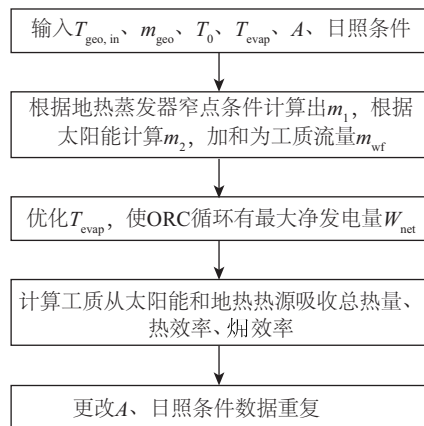 输入T_geo, in、m_geo、T_0、T_evap、A、日照条件
根据地热蒸发器窄点条件计算出m_1，根据
太阳能计算m_2，加和为工质流量m_wf
优化T_evap，使ORC循环有最大净发电量W_net
计算工质从太阳能和地热热源吸收总热量、
热效率、㶲效率
更改A、日照条件数据重复